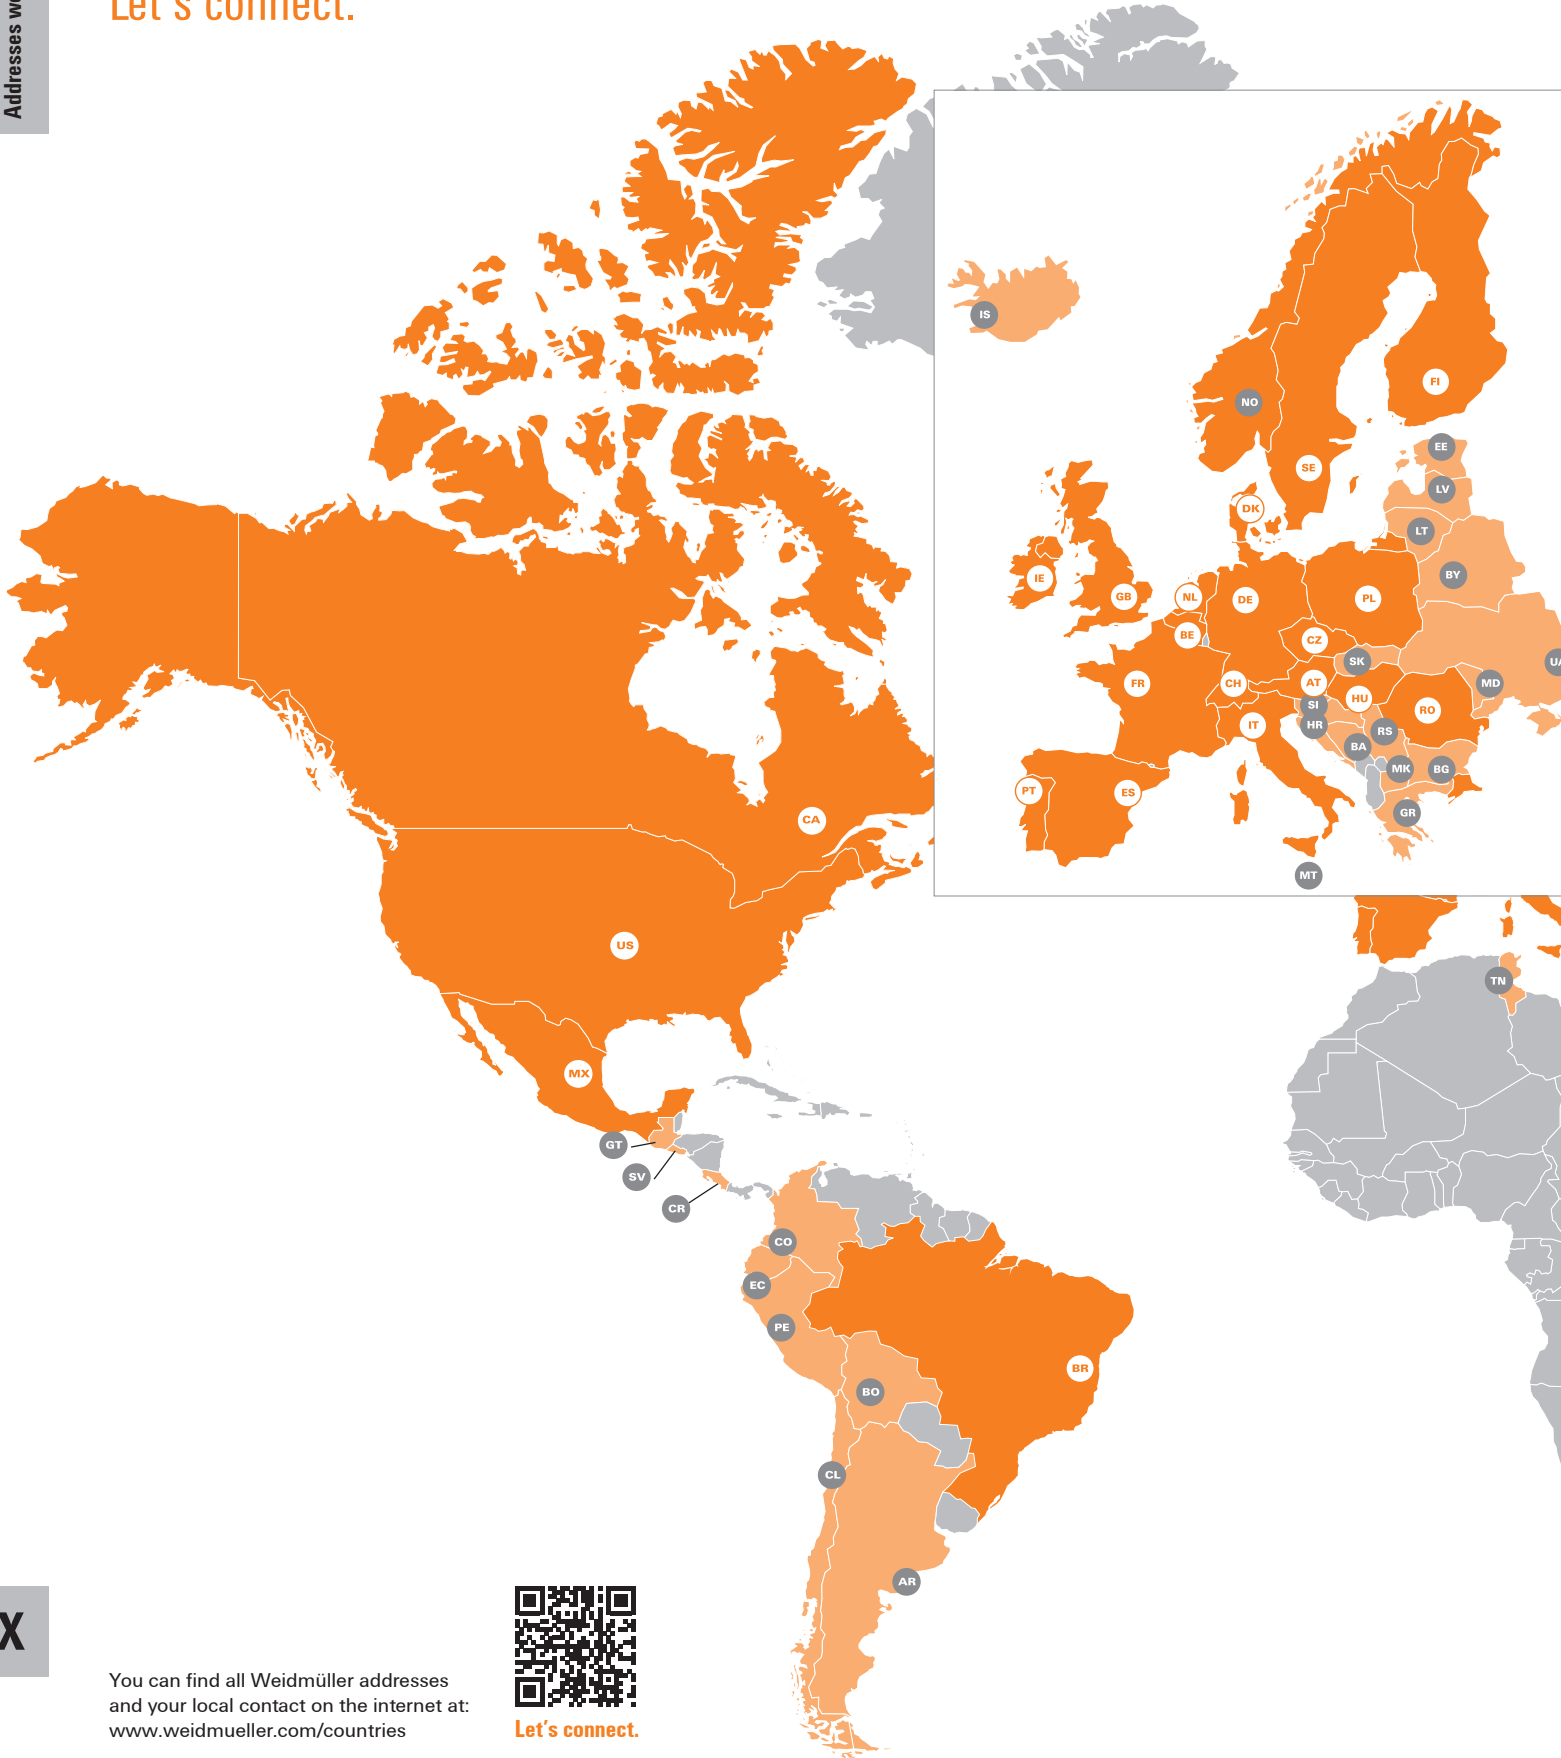 Let's connect.
Addresses
IS
NO
FI
SE
EE
LV
LT
DK
BY
IE
GB
NL
DE
PL
BE
CZ
SK
UA
FR
CH
AT
MD
SI
HU
RO
HR
IT
RS
BA
MK
BG
PT
ES
GR
MT
CA
US
TN
MX
GT
SV
CR
CO
EC
PE
BR
BO
CL
AR
X
You can find all Weidmüller addresses
and your local contact on the internet at:
www.weidmueller.com/countries
Let's connect.